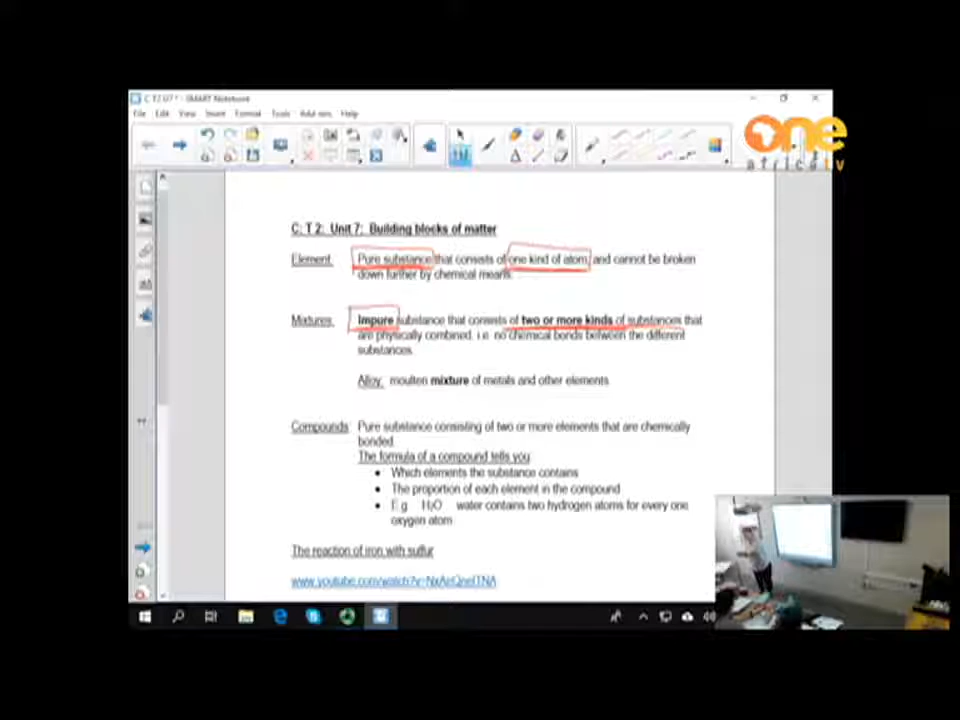 C T2 U7 * - SMART Notebook
File Edit View Insert Format Tools Add-ons Help
one
africa tv
C: T 2: Unit 7: Building blocks of matter
Element Pure substance that consists of one kind of atom, and cannot be broken
down further by chemical means.
Mixtures Impure substance that consists of two or more kinds of substances that
are physically combined. i.e. no chemical bonds between the different
substances.
Alloy: moulten mixture of metals and other elements
Compounds Pure substance consisting of two or more elements that are chemically
bonded.
The formula of a compound tells you
• Which elements the substance contains
• The proportion of each element in the compound
• E.g H₂O water contains two hydrogen atoms for every one
oxygen atom
The reaction of iron with sulfur